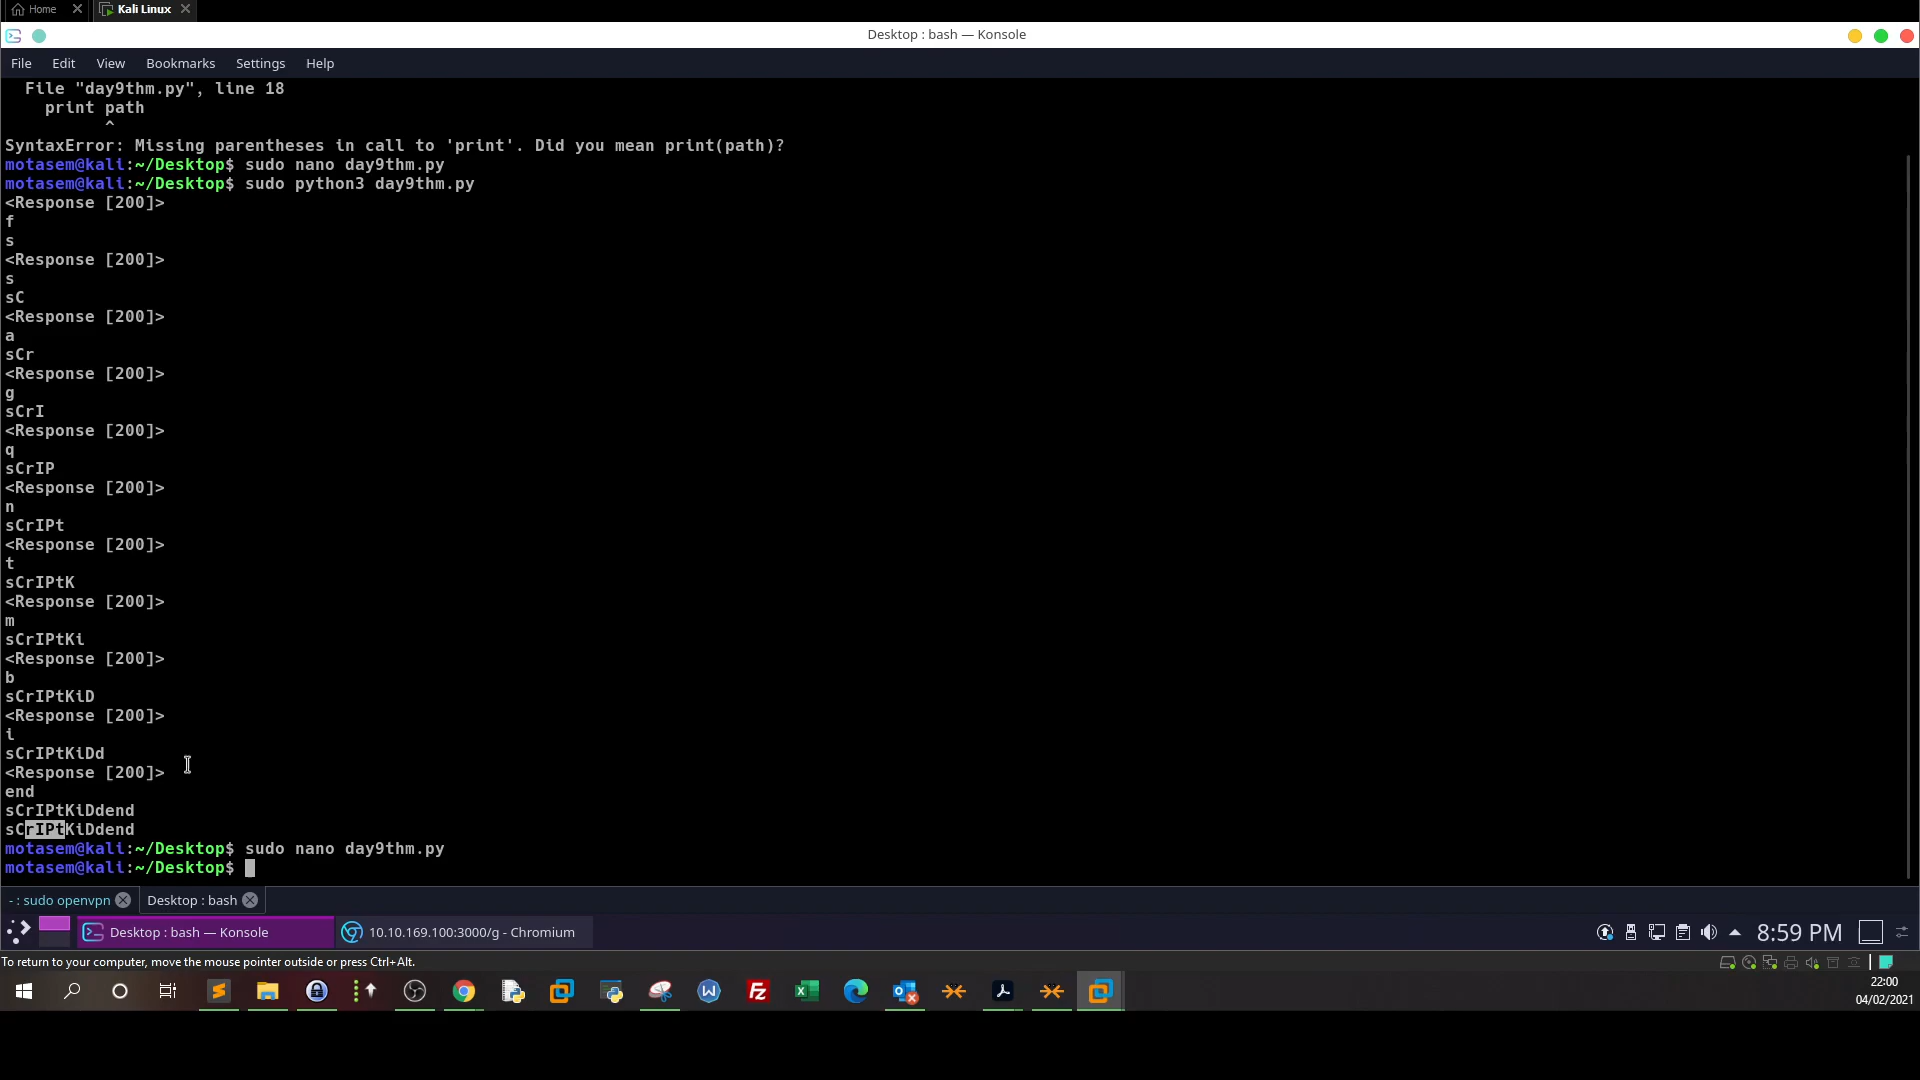 Home
Kali Linux
Desktop : bash — Konsole
File Edit View Bookmarks Settings Help
File "day9thm.py", line 18
print path
^
SyntaxError: Missing parentheses in call to 'print'. Did you mean print(path)?
motasem@kali:~/Desktop$ sudo nano day9thm.py
motasem@kali:~/Desktop$ sudo python3 day9thm.py
<Response [200]>
f
s
<Response [200]>
s
sC
<Response [200]>
a
sCr
<Response [200]>
g
sCrI
<Response [200]>
q
sCrIP
<Response [200]>
n
sCrIPt
<Response [200]>
t
sCrIPtK
<Response [200]>
m
sCrIPtKi
<Response [200]>
b
sCrIPtKiD
<Response [200]>
i
sCrIPtKiDd
<Response [200]>
end
sCrIPtKiDdend
sCrIPtKiDdend
motasem@kali:~/Desktop$ sudo nano day9thm.py
motasem@kali:~/Desktop$
- : sudo openvpn
Desktop : bash
Desktop : bash — Konsole
10.10.169.100:3000/g - Chromium
8:59 PM
To return to your computer, move the mouse pointer outside or press Ctrl+Alt.
22:00
04/02/2021